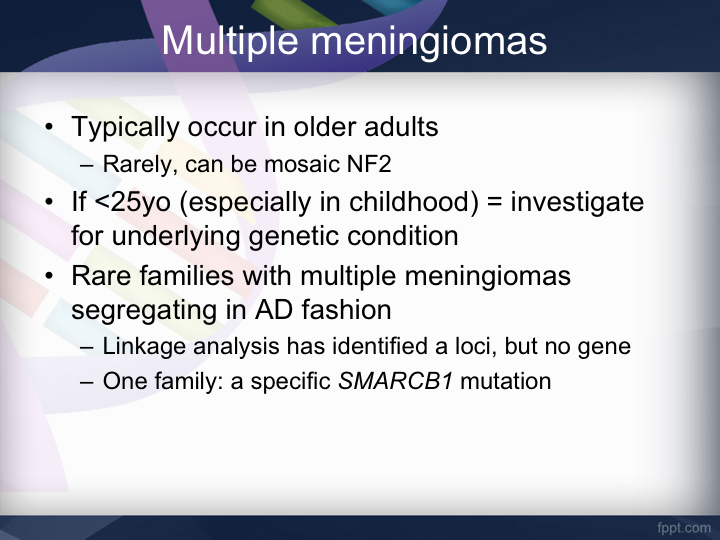 Multiple meningiomas
• Typically occur in older adults
– Rarely, can be mosaic NF2
• If <25yo (especially in childhood) = investigate
for underlying genetic condition
• Rare families with multiple meningiomas
segregating in AD fashion
– Linkage analysis has identified a loci, but no gene
– One family: a specific SMARCB1 mutation
fppt.com